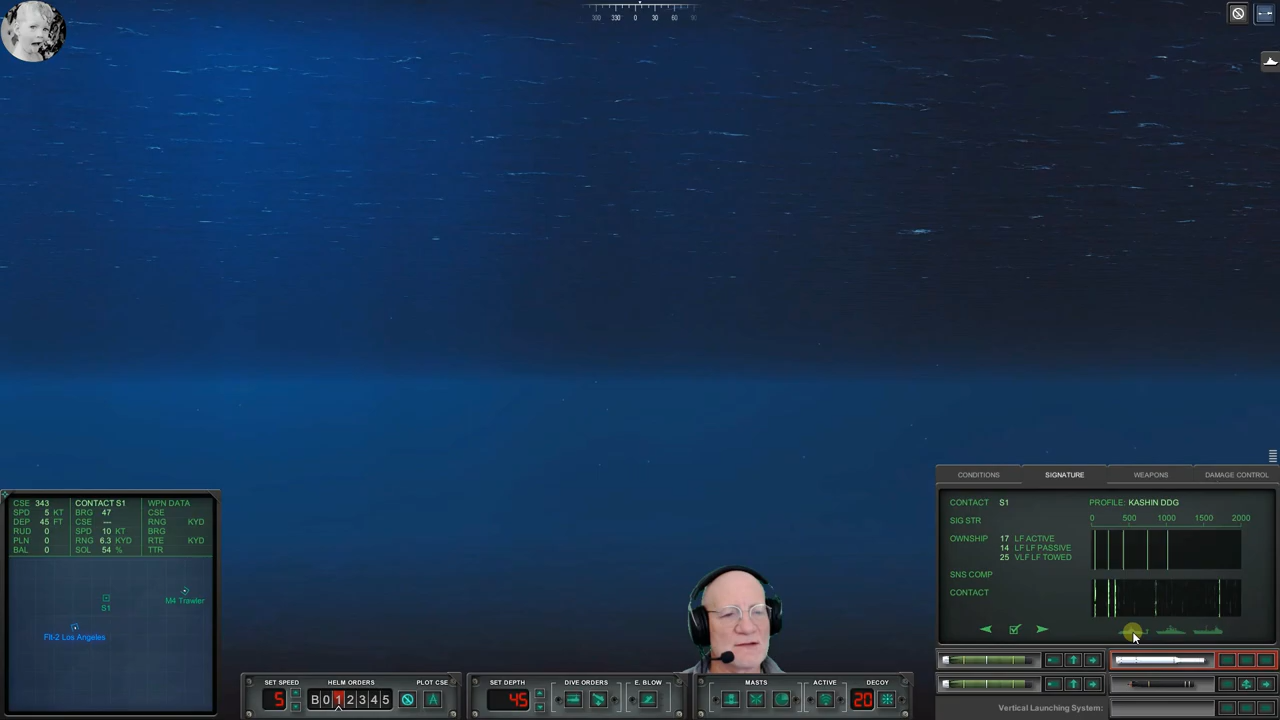 300 330 0 30 60 90
CSE 343 CONTACT S1 WPN DATA
SPD 5 KT BRG 47 CSE
DEP 45 FT CSE --- RNG KYD
RUD 0 SPD 10 KT BRG
PLN 0 RNG 6.3 KYD RTE KYD
BAL 0 SOL 54 % TTR
S1
M4 Trawler
Flt-2 Los Angeles
SET SPEED HELM ORDERS PLOT CSE
5 B 0 1 2 3 4 5 A
SET DEPTH DIVE ORDERS E. BLOW
45
MASTS ACTIVE DECOY
20
CONDITIONS SIGNATURE WEAPONS DAMAGE CONTROL
CONTACT S1 PROFILE: KASHIN DDG
SIG STR 0 500 1000 1500 2000
OWNSHIP 17 LF ACTIVE
14 LF LF PASSIVE
25 VLF LF TOWED
SNS COMP
CONTACT
Vertical Launching System: